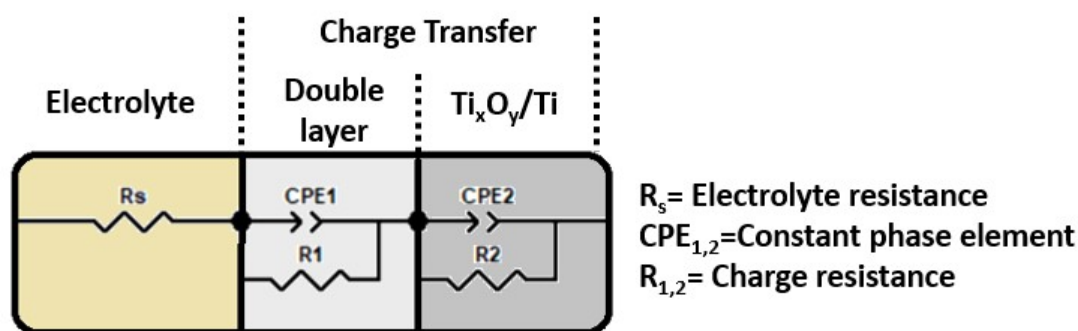 Charge Transfer
Electrolyte
Double
layer
TiₓOᵧ/Ti
Rs
CPE1
CPE2
R1
R2
Rₛ= Electrolyte resistance
CPE₁,₂=Constant phase element
R₁,₂= Charge resistance